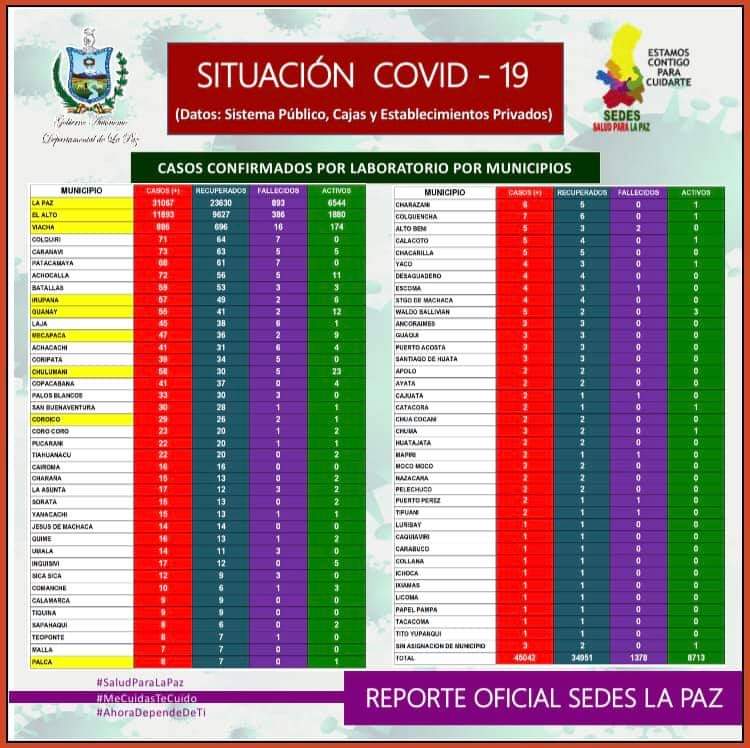 Gobierno Autónomo
Departamental de La Paz
SITUACIÓN COVID - 19
(Datos: Sistema Público, Cajas y Establecimientos Privados)
ESTAMOS
CONTIGO
PARA
CUIDARTE
SEDES
SALUD PARA LA PAZ
CASOS CONFIRMADOS POR LABORATORIO POR MUNICIPIOS
MUNICIPIO CASOS (+) RECUPERADOS FALLECIDOS ACTIVOS
LA PAZ 31067 23630 893 6544
EL ALTO 11893 9627 386 1880
VIACHA 886 696 16 174
COLQUIRI 71 64 7 0
CARANAVI 73 63 5 5
PATACAMAYA 68 61 7 0
ACHOCALLA 72 56 5 11
BATALLAS 59 53 3 3
IRUPANA 57 49 2 6
GUANAY 55 41 2 12
LAJA 45 38 6 1
MECAPACA 47 36 2 9
ACHACACHI 41 31 6 4
CORIPATA 39 34 5 0
CHULUMANI 58 30 5 23
COPACABANA 41 37 0 4
PALOS BLANCOS 33 30 3 0
SAN BUENAVENTURA 30 28 1 1
COROICO 29 26 2 1
CORO CORO 23 20 1 2
PUCARANI 22 20 1 1
TIAHUANACU 22 20 0 2
CAIROMA 16 16 0 0
CHARAÑA 15 13 0 2
LA ASUNTA 17 12 3 2
SORATA 15 13 0 2
YANACACHI 15 13 1 1
JESUS DE MACHACA 14 14 0 0
QUIME 16 13 1 2
UMALA 14 11 3 0
INQUISIVI 17 12 0 5
SICA SICA 12 9 3 0
COMANCHE 10 6 1 3
CALAMARCA 9 9 0 0
TIQUINA 9 9 0 0
SAPAHAQUI 8 6 0 2
TEOPONTE 8 7 1 0
MALLA 7 7 0 0
PALCA 8 7 0 1
MUNICIPIO CASOS (+) RECUPERADOS FALLECIDOS ACTIVOS
CHARAZANI 6 5 0 1
COLQUENCHA 7 6 0 1
ALTO BENI 5 3 2 0
CALACOTO 5 4 0 1
CHACARILLA 5 5 0 0
YACO 4 3 0 1
DESAGUADERO 4 4 0 0
ESCOMA 4 3 1 0
STGO DE MACHACA 4 4 0 0
WALDO BALLIVIAN 5 2 0 3
ANCORAIMES 3 3 0 0
GUAQUI 3 3 0 0
PUERTO ACOSTA 3 3 0 0
SANTIAGO DE HUATA 3 3 0 0
APOLO 2 2 0 0
AYATA 2 2 0 0
CAJUATA 2 1 1 0
CATACORA 2 1 0 1
CHUA COCANI 2 2 0 0
CHUMA 3 2 0 1
HUATAJATA 2 2 0 0
MAPIRI 2 1 1 0
MOCO MOCO 2 2 0 0
NAZACARA 2 2 0 0
PELECHUCO 2 2 0 0
PUERTO PEREZ 2 1 1 0
TIPUANI 2 1 1 0
LURIBAY 1 1 0 0
CAQUIAVIRI 1 1 0 0
CARABUCO 1 1 0 0
COLLANA 1 1 0 0
ICHOCA 1 1 0 0
IXIAMAS 1 1 0 0
LICOMA 1 1 0 0
PAPEL PAMPA 1 1 0 0
TACACOMA 1 1 0 0
TITO YUPANQUI 1 1 0 0
SIN ASIGNACION DE MUNICIPIO 3 2 0 1
TOTAL 45042 34951 1378 8713
#SaludParaLaPaz
#MeCuidasTeCuido
#AhoraDependeDeTi
REPORTE OFICIAL SEDES LA PAZ